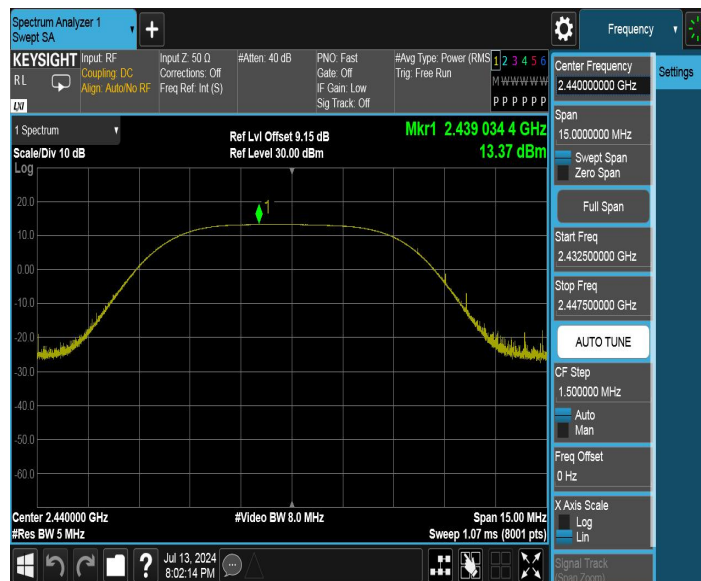 Spectrum Analyzer 1
Swept SA
+
Frequency
KEYSIGHT
RL
LXI
Input: RF
Coupling: DC
Align: Auto/No RF
Input Z: 50 Ω
Corrections: Off
Freq Ref: Int (S)
#Atten: 40 dB
PNO: Fast
Gate: Off
IF Gain: Low
Sig Track: Off
#Avg Type: Power (RMS
Trig: Free Run
1 2 3 4 5 6
M W W W W W
P P P P P P
1 Spectrum
Scale/Div 10 dB
Ref Lvl Offset 9.15 dB
Ref Level 30.00 dBm
Mkr1 2.439 034 4 GHz
13.37 dBm
Log
20.0
10.0
0.00
-10.0
-20.0
-30.0
-40.0
-50.0
-60.0
1
Center 2.440000 GHz
#Res BW 5 MHz
#Video BW 8.0 MHz
Span 15.00 MHz
Sweep 1.07 ms (8001 pts)
Center Frequency
2.440000000 GHz
Settings
Span
15.0000000 MHz
Swept Span
Zero Span
Full Span
Start Freq
2.432500000 GHz
Stop Freq
2.447500000 GHz
AUTO TUNE
CF Step
1.500000 MHz
Auto
Man
Freq Offset
0 Hz
X Axis Scale
Log
Lin
Signal Track
(Span Zoom)
?
Jul 13, 2024
8:02:14 PM